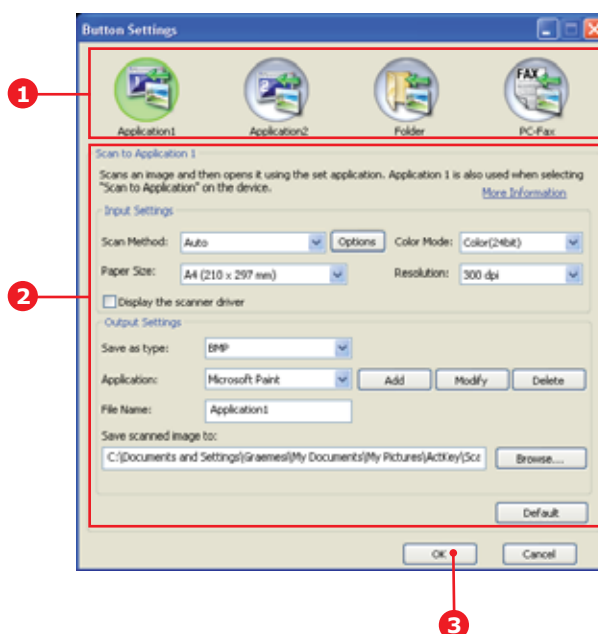 Button Settings
1
FAX
Application1 Application2 Folder PC-Fax
Scan to Application 1
Scans an image and then opens it using the set application. Application 1 is also used when selecting
"Scan to Application" on the device.
More Information
Input Settings
Scan Method: Auto Options Color Mode: Color(24bit)
Paper Size: A4 (210 x 297 mm) Resolution: 300 dpi
2
Display the scanner driver
Output Settings
Save as type: BMP
Application: Microsoft Paint Add Modify Delete
File Name: Application1
Save scanned image to:
C:\Documents and Settings\Graemesl\My Documents\My Pictures\ActKey\Sca Browse....
Default
OK Cancel
3